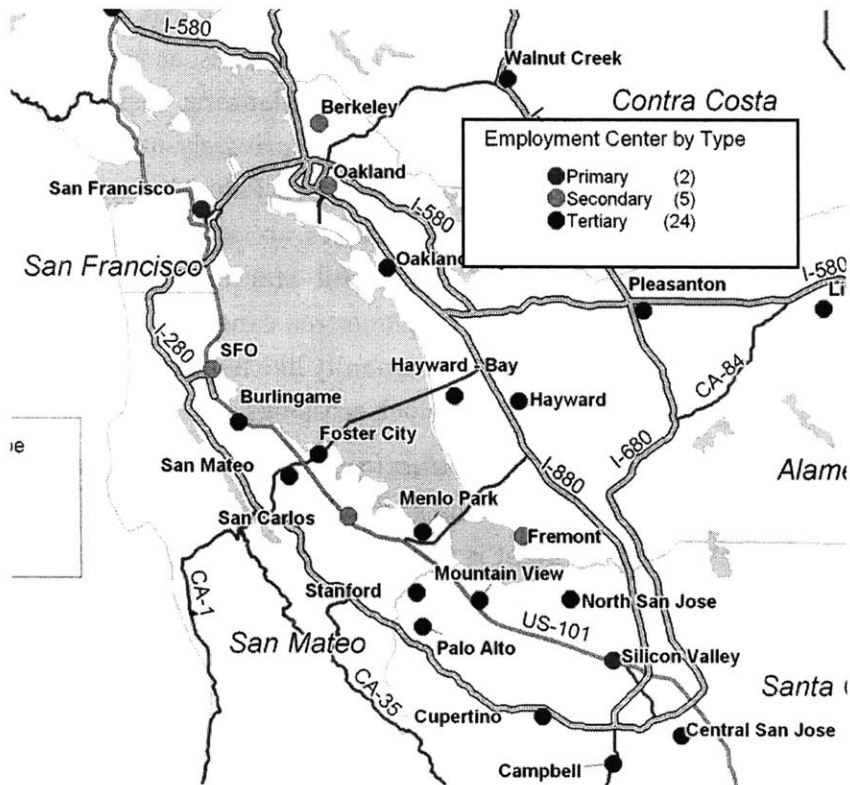 I-580
Walnut Creek
Berkeley
Contra Costa
Employment Center by Type
Primary (2)
Secondary (5)
Tertiary (24)
Oakland
San Francisco
I-580
San Francisco
Oakland
I-580
Pleasanton
Li
I-280
SFO
Hayward - Bay
CA-84
Burlingame
Hayward
Foster City
I-680
San Mateo
I-880
Alame
Menlo Park
San Carlos
Fremont
Mountain View
Stanford
North San Jose
CA-1
US-101
San Mateo
Palo Alto
Silicon Valley
CA-35
Santa
Cupertino
Central San Jose
Campbell